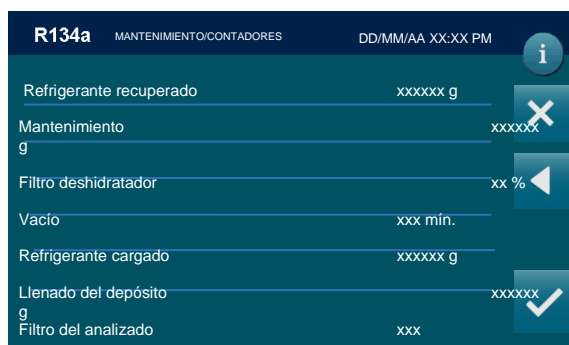 R134a MANTENIMIENTO/CONTADORES DD/MM/AA XX:XX PM
i
Refrigerante recuperado xxxxxx g
Mantenimiento xxxxxx
g
Filtro deshidratador xx %
Vacío xxx mín.
Refrigerante cargado xxxxxx g
Llenado del depósito xxxxxx
g
Filtro del analizado xxx